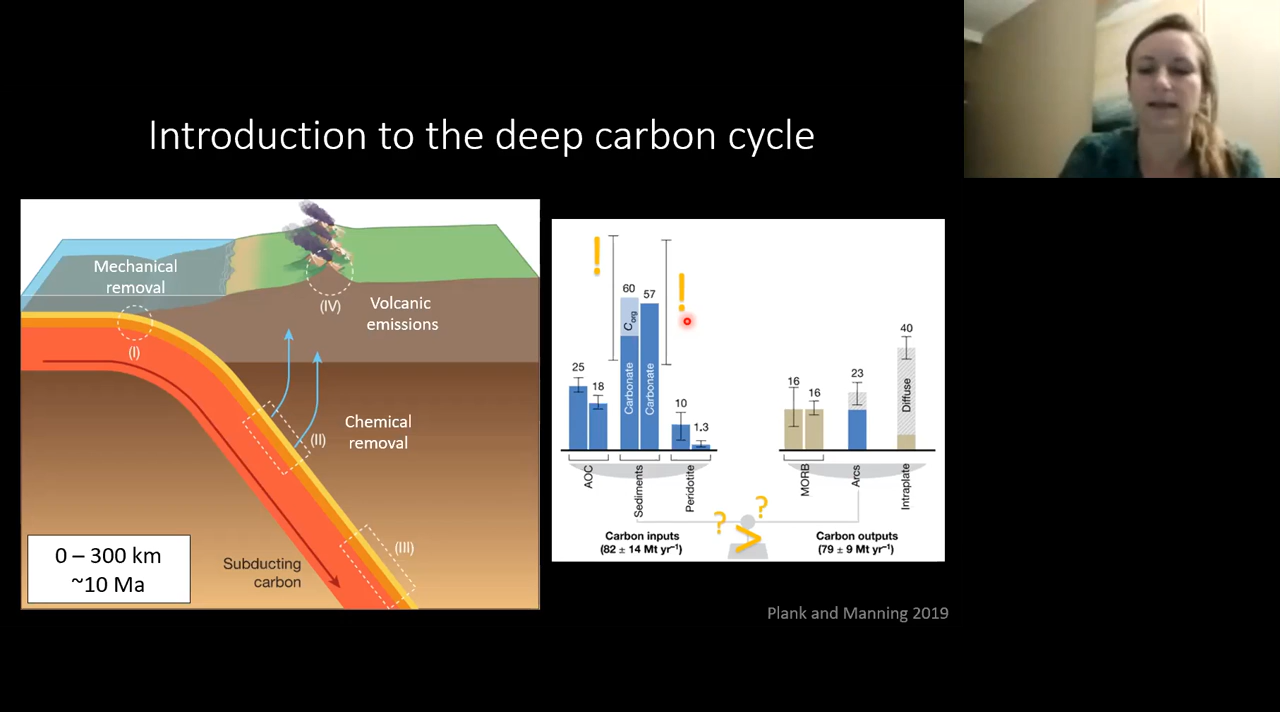 Introduction to the deep carbon cycle
Mechanical
removal
(I)
(IV)
Volcanic
emissions
(II)
Chemical
removal
(III)
Subducting
carbon
0 – 300 km
~10 Ma
!
!
25
18
60
57
Corg
Carbonate
Carbonate
10
1.3
AOC
Sediments
Peridotite
16
16
23
40
Diffuse
MORB
Arcs
Intraplate
? ?
>
Carbon inputs
(82 ± 14 Mt yr⁻¹)
Carbon outputs
(79 ± 9 Mt yr⁻¹)
Plank and Manning 2019